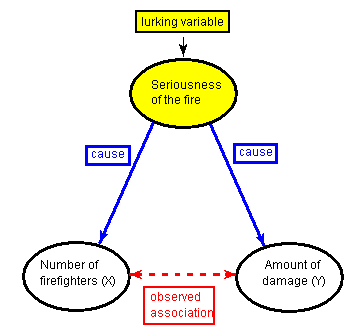 lurking variable
Seriousness
of the fire
cause
cause
Number of
firefighters (X)
Amount of
damage (Y)
observed
association